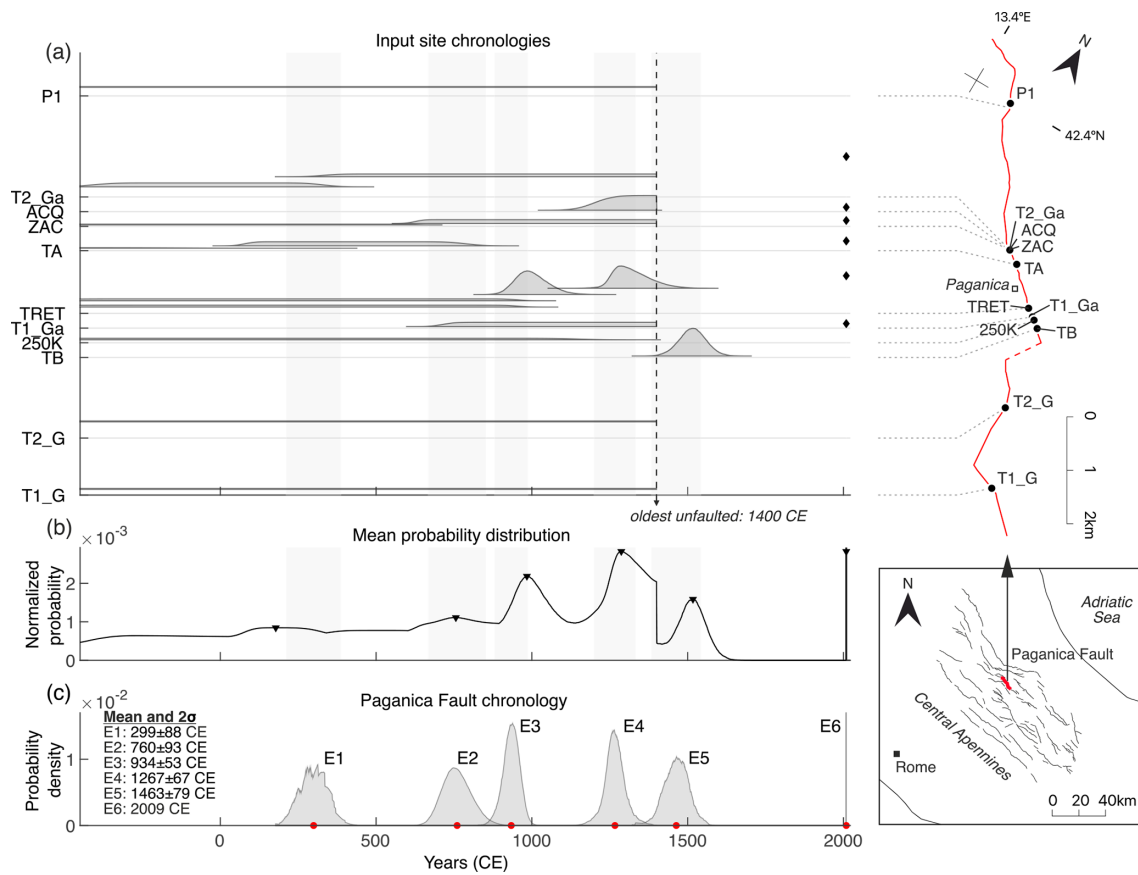 (a)
Input site chronologies
P1
T2_Ga
ACQ
ZAC
TA
TRET
T1_Ga
250K
TB
T2_G
T1_G
oldest unfaulted: 1400 CE
0
500
1000
1500
2000
13.4°E
N
P1
42.4°N
T2_Ga
ACQ
ZAC
TA
Paganica
TRET
T1_Ga
250K
TB
T2_G
T1_G
0
1
2km
(b)
× 10⁻³
Mean probability distribution
Normalized
probability
2
1
0
(c)
× 10⁻²
Paganica Fault chronology
Probability
density
1
0
Mean and 2σ
E1: 299±88 CE
E2: 760±93 CE
E3: 934±53 CE
E4: 1267±67 CE
E5: 1463±79 CE
E6: 2009 CE
E1
E2
E3
E4
E5
E6
0
500
1000
1500
2000
Years (CE)
N
Adriatic
Sea
Paganica Fault
Central Apennines
Rome
0 20 40km